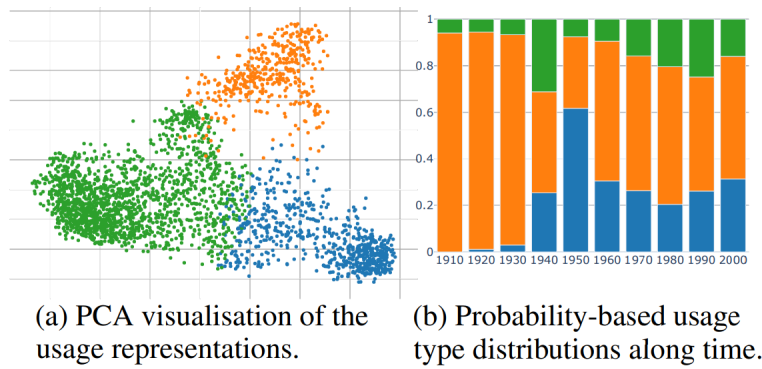 1
0.8
0.6
0.4
0.2
0
1910 1920 1930 1940 1950 1960 1970 1980 1990 2000
(a) PCA visualisation of the
usage representations.
(b) Probability-based usage
type distributions along time.